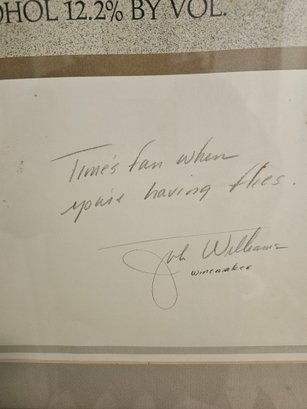 OHOL 12.2% BY VOL.
Time's fun when
you're having flies.
John Williams
winemaker